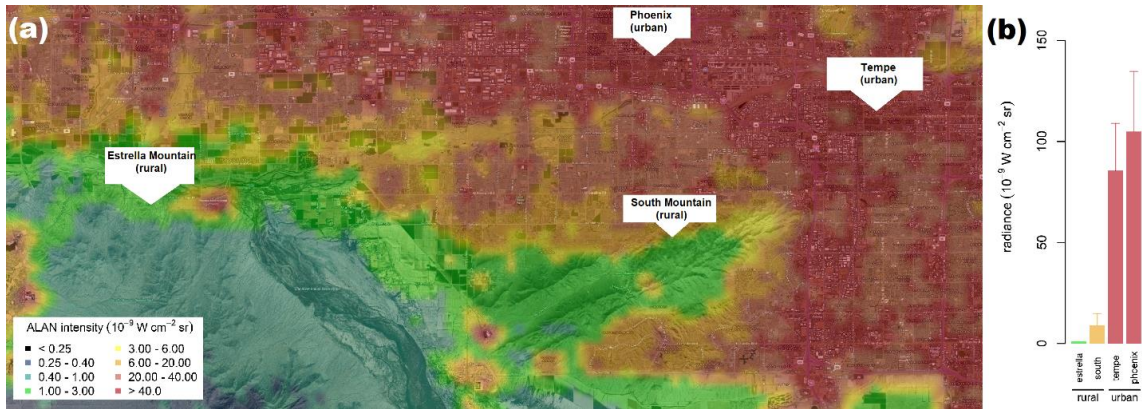 (a)
Phoenix
(urban)
Tempe
(urban)
Estrella Mountain
(rural)
South Mountain
(rural)
ALAN intensity (10⁻⁹ W cm⁻² sr)
< 0.25
0.25 - 0.40
0.40 - 1.00
1.00 - 3.00
3.00 - 6.00
6.00 - 20.00
20.00 - 40.00
> 40.0
(b)
radiance (10⁻⁹ W cm⁻² sr)
150
100
50
0
estrella
south
tempe
phoenix
rural
urban